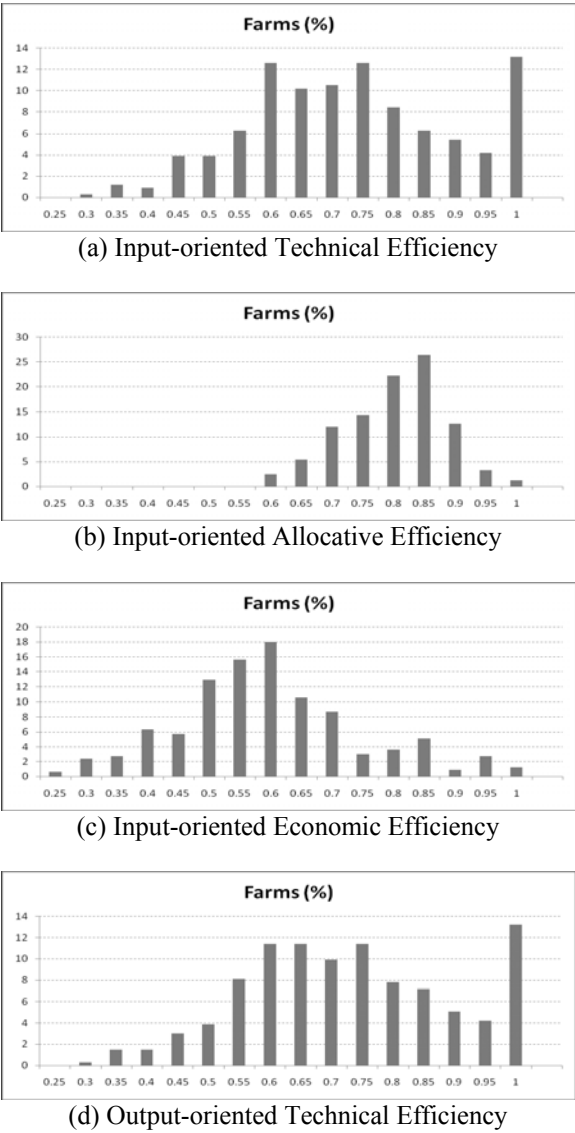 Farms (%)
14
12
10
8
6
4
2
0
0.25 0.3 0.35 0.4 0.45 0.5 0.55 0.6 0.65 0.7 0.75 0.8 0.85 0.9 0.95 1
(a) Input-oriented Technical Efficiency
Farms (%)
30
25
20
15
10
5
0
0.25 0.3 0.35 0.4 0.45 0.5 0.55 0.6 0.65 0.7 0.75 0.8 0.85 0.9 0.95 1
(b) Input-oriented Allocative Efficiency
Farms (%)
20
18
16
14
12
10
8
6
4
2
0
0.25 0.3 0.35 0.4 0.45 0.5 0.55 0.6 0.65 0.7 0.75 0.8 0.85 0.9 0.95 1
(c) Input-oriented Economic Efficiency
Farms (%)
14
12
10
8
6
4
2
0
0.25 0.3 0.35 0.4 0.45 0.5 0.55 0.6 0.65 0.7 0.75 0.8 0.85 0.9 0.95 1
(d) Output-oriented Technical Efficiency